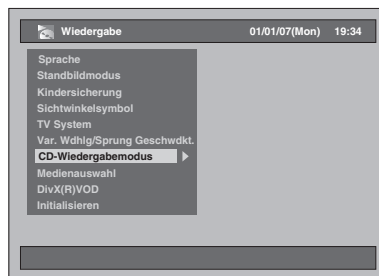 Wiedergabe 01/01/07(Mon) 19:34
Sprache
Standbildmodus
Kindersicherung
Sichtwinkelsymbol
TV System
Var. Wdhlg/Sprung Geschwdkt.
CD-Wiedergabemodus
Medienauswahl
DivX(R)VOD
Initialisieren